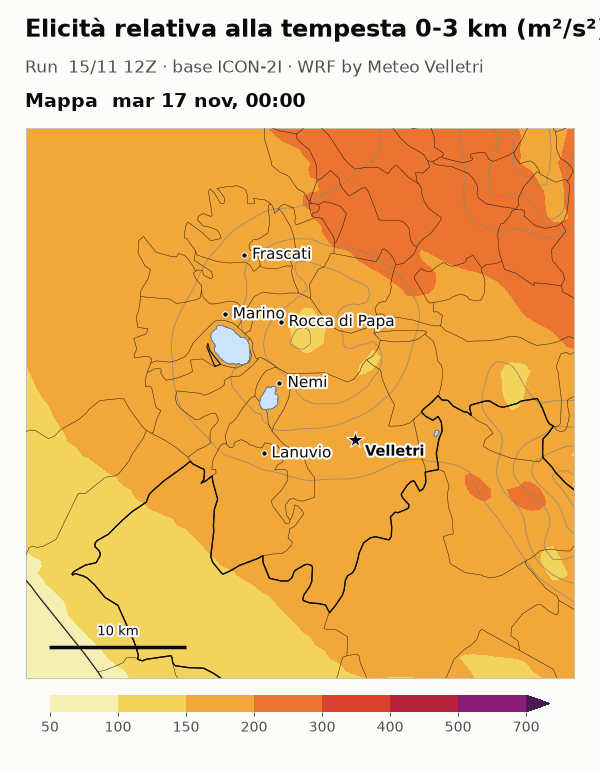 Elicità relativa alla tempesta 0-3 km (m²/s²)
Run  15/11 12Z · base ICON-2I · WRF by Meteo Velletri
Mappa  mar 17 nov, 00:00
Frascati
Marino
Rocca di Papa
Nemi
Velletri
Lanuvio
10 km
50 100 150 200 300 400 500 700